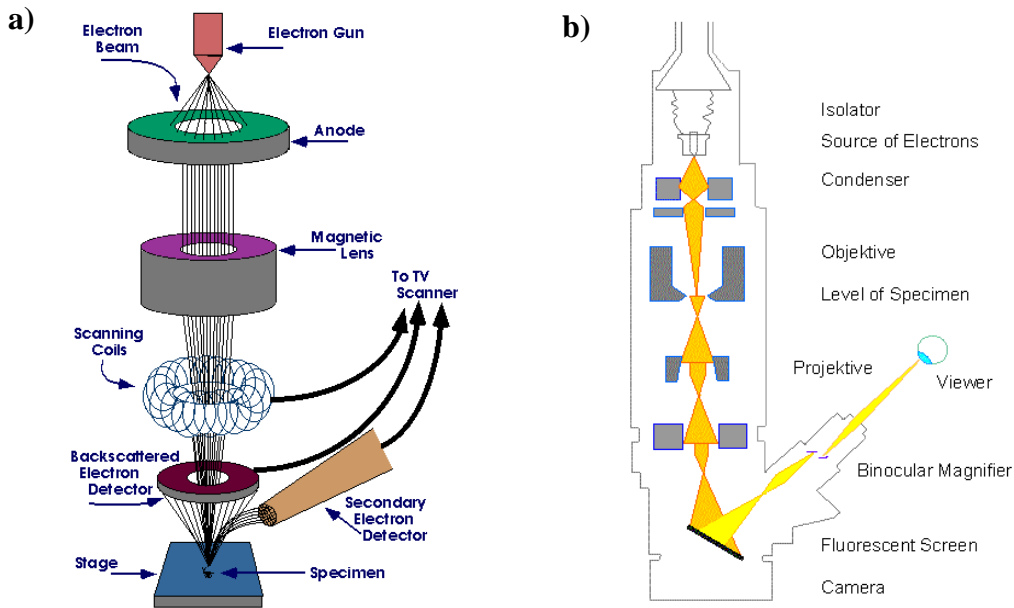 a)
Electron
Beam
Electron Gun
Anode
Magnetic
Lens
To TV
Scanner
Scanning
Coils
Backscattered
Electron
Detector
Secondary
Electron
Detector
Stage
Specimen
b)
Isolator
Source of Electrons
Condenser
Objektive
Level of Specimen
Projektive
Viewer
Binocular Magnifier
Fluorescent Screen
Camera